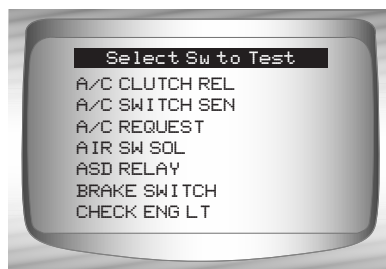 Select Sw to Test
A/C CLUTCH REL
A/C SWITCH SEN
A/C REQUEST
AIR SW SOL
ASD RELAY
BRAKE SWITCH
CHECK ENG LT